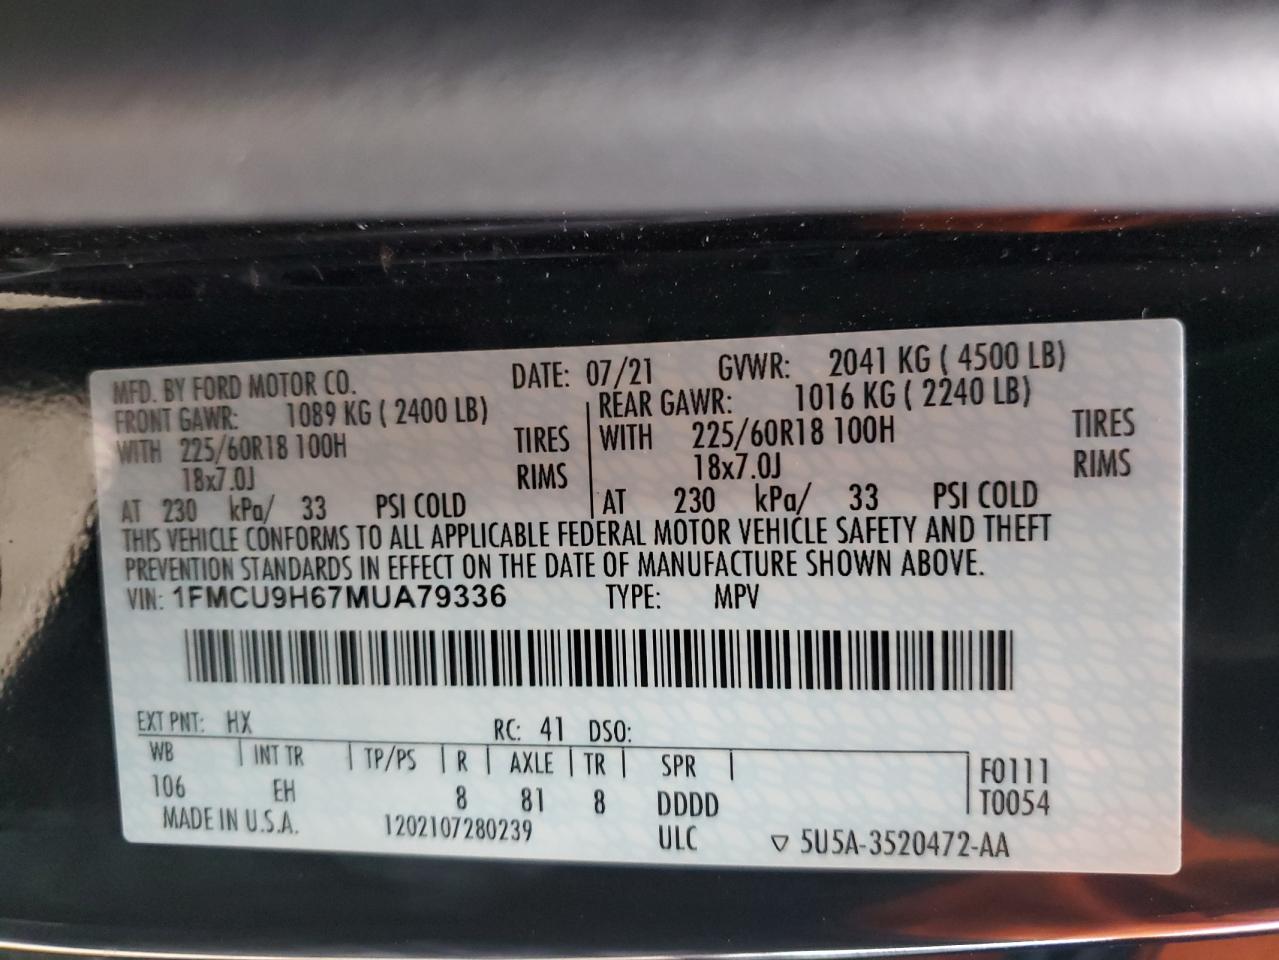 MFD. BY FORD MOTOR CO. DATE: 07/21 GVWR: 2041 KG ( 4500 LB)
FRONT GAWR: 1089 KG ( 2400 LB) REAR GAWR: 1016 KG ( 2240 LB)
WITH 225/60R18 100H TIRES WITH 225/60R18 100H TIRES
18x7.0J RIMS 18x7.0J RIMS
AT 230 kPa/ 33 PSI COLD AT 230 kPa/ 33 PSI COLD
THIS VEHICLE CONFORMS TO ALL APPLICABLE FEDERAL MOTOR VEHICLE SAFETY AND THEFT
PREVENTION STANDARDS IN EFFECT ON THE DATE OF MANUFACTURE SHOWN ABOVE.
VIN: 1FMCU9H67MUA79336 TYPE: MPV
EXT PNT: HX RC: 41 DSO:
WB INT TR TP/PS R AXLE TR SPR F0111
106 EH 8 81 8 DDDD T0054
MADE IN U.S.A. 1202107280239 ULC ▽ 5U5A-3520472-AA